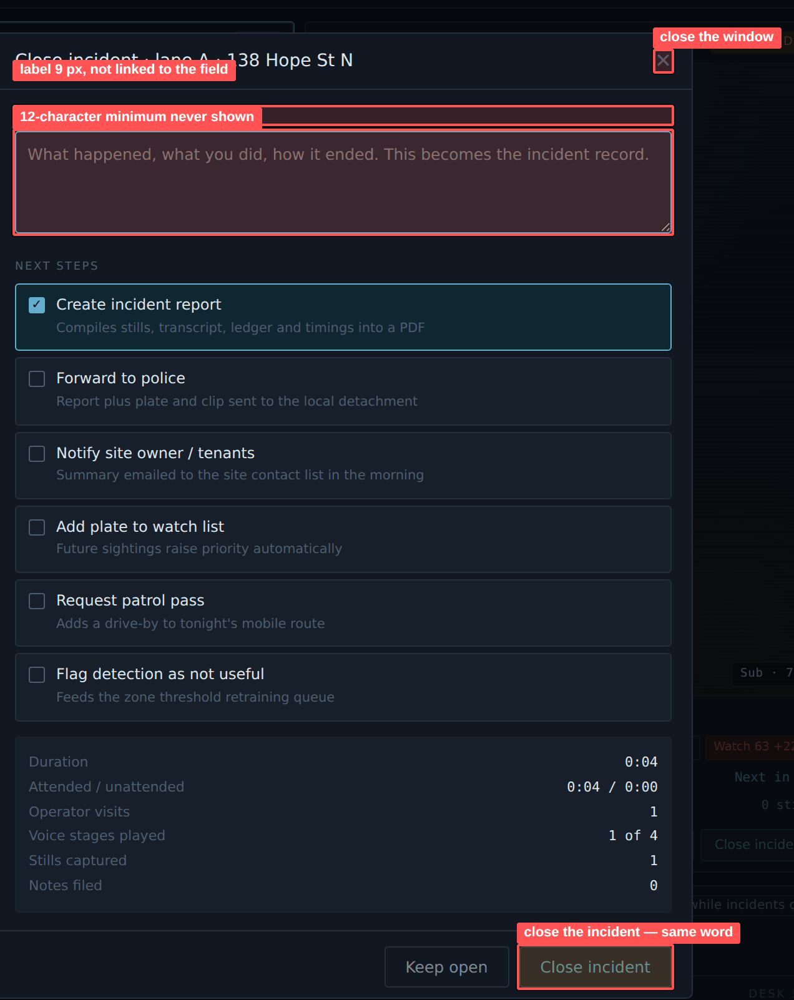 close the window
Close incident · lane A · 138 Hope St N
label 9 px, not linked to the field
12-character minimum never shown
What happened, what you did, how it ended. This becomes the incident record.
NEXT STEPS
✓ Create incident report
Compiles stills, transcript, ledger and timings into a PDF
Forward to police
Report plus plate and clip sent to the local detachment
Notify site owner / tenants
Summary emailed to the site contact list in the morning
Add plate to watch list
Future sightings raise priority automatically
Request patrol pass
Adds a drive-by to tonight's mobile route
Flag detection as not useful
Feeds the zone threshold retraining queue
Sub · 7
Duration 0:04
Watch 63 +22
Attended / unattended 0:04 / 0:00
Next in
Operator visits 1
0
Voice stages played 1 of 4
Close
Stills captured 1
Notes filed 0
while incidents
close the incident — same word
Keep open
Close incident
DESK